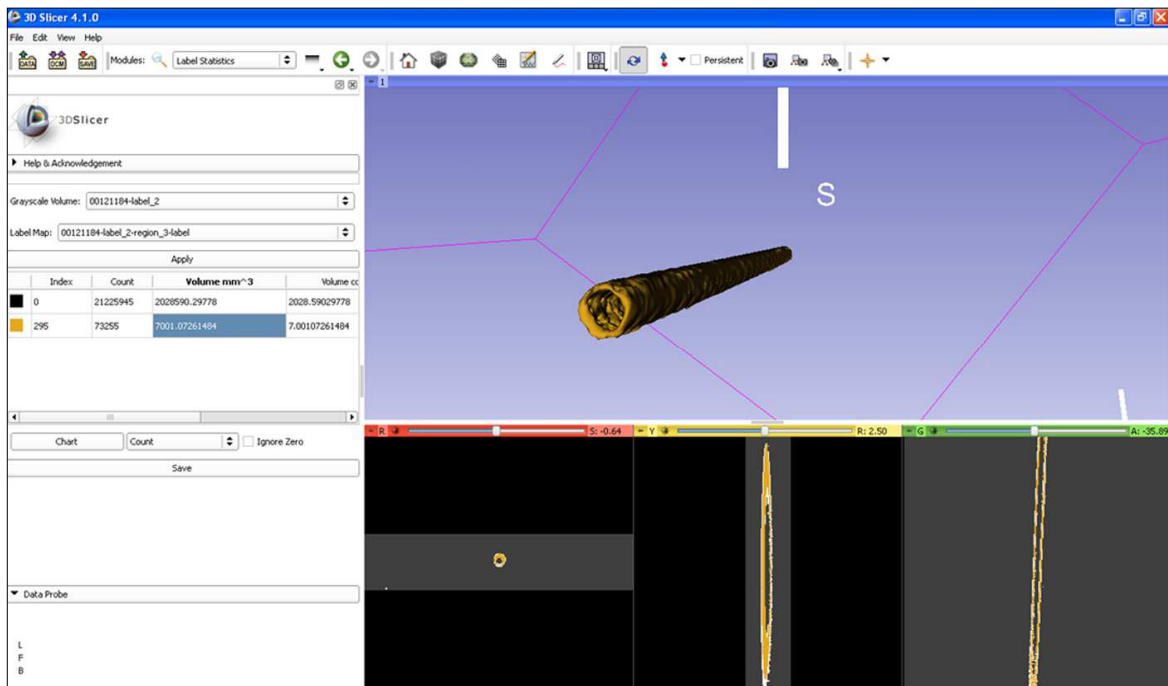 3D Slicer 4.1.0
File Edit View Help
DATA DCM SAVE Modules: Label Statistics Persistent
1
3DSlicer
Help & Acknowledgement
Grayscale Volume: 00121184-label_2
Label Map: 00121184-label_2-region_3-label
Apply
Index Count Volume mm^3 Volume cc
0 21225945 2028590.29778 2028.59029778
295 73255 7001.07261484 7.00107261484
Chart Count Ignore Zero
Save
S
R S: -0.64 Y R: 2.50 G A: -35.89
Data Probe
L
F
B